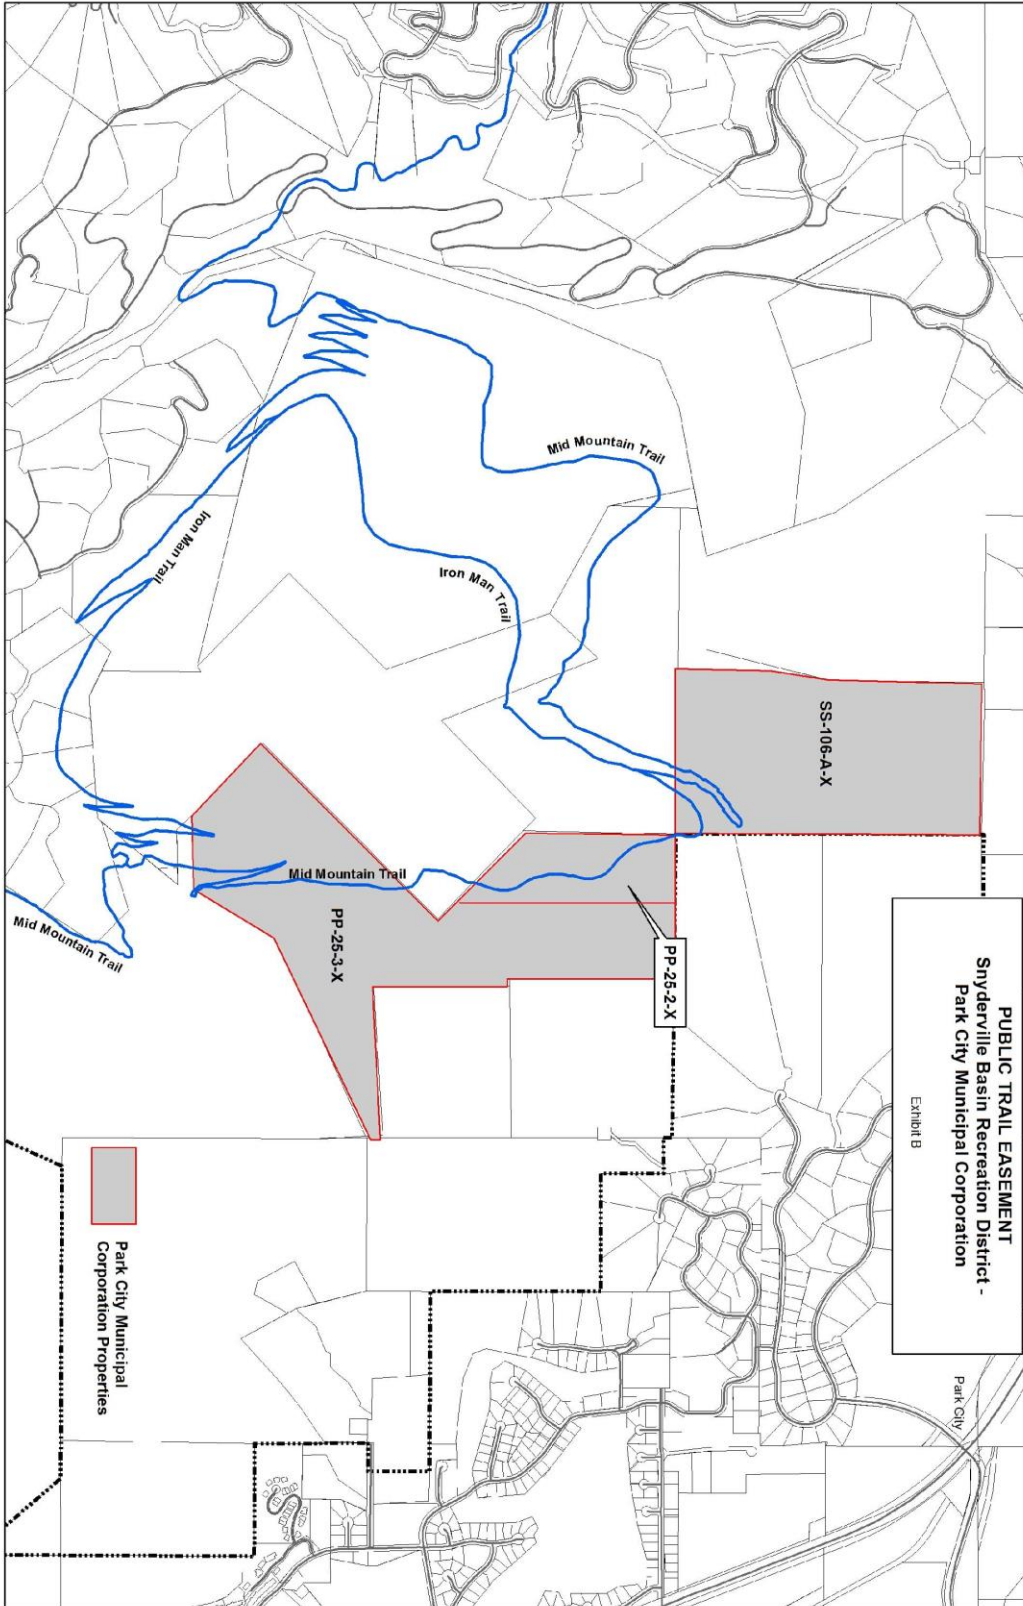 PUBLIC TRAIL EASEMENT
Snyderville Basin Recreation District -
Park City Municipal Corporation
Exhibit B
Park City
SS-106-A-X
PP-25-2-X
PP-25-3-X
Mid Mountain Trail
Iron Man Trail
Iron Man Trail
Mid Mountain Trail
Mid Mountain Trail
Park City Municipal
Corporation Properties